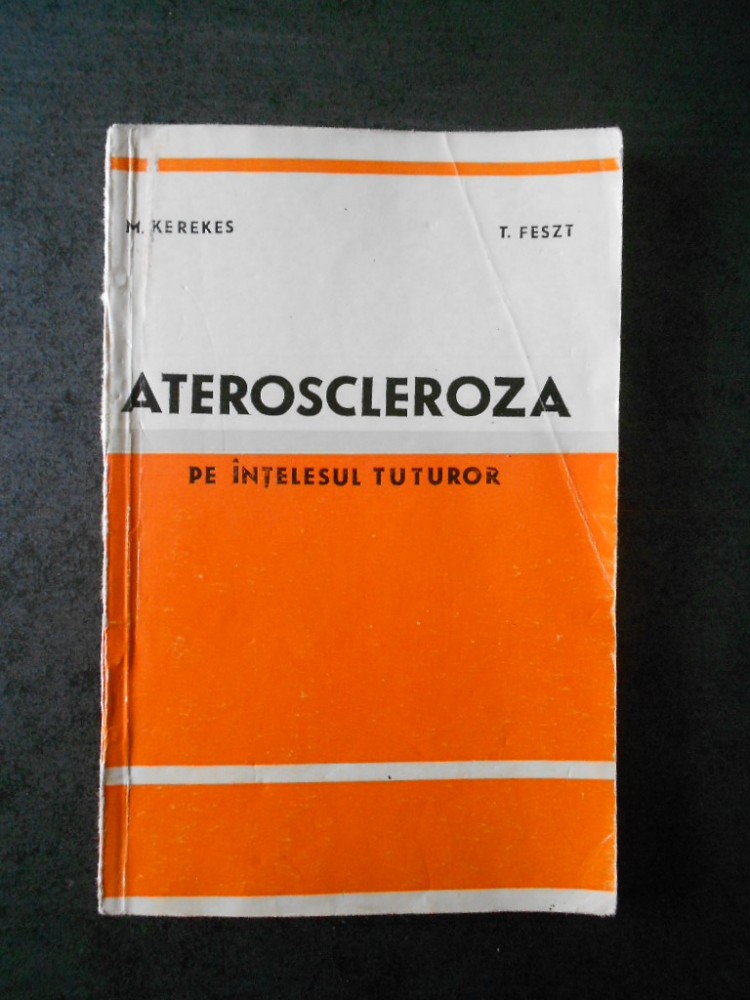 M. KEREKES T. FESZT
ATEROSCLEROZA
PE ÎNȚELESUL TUTUROR